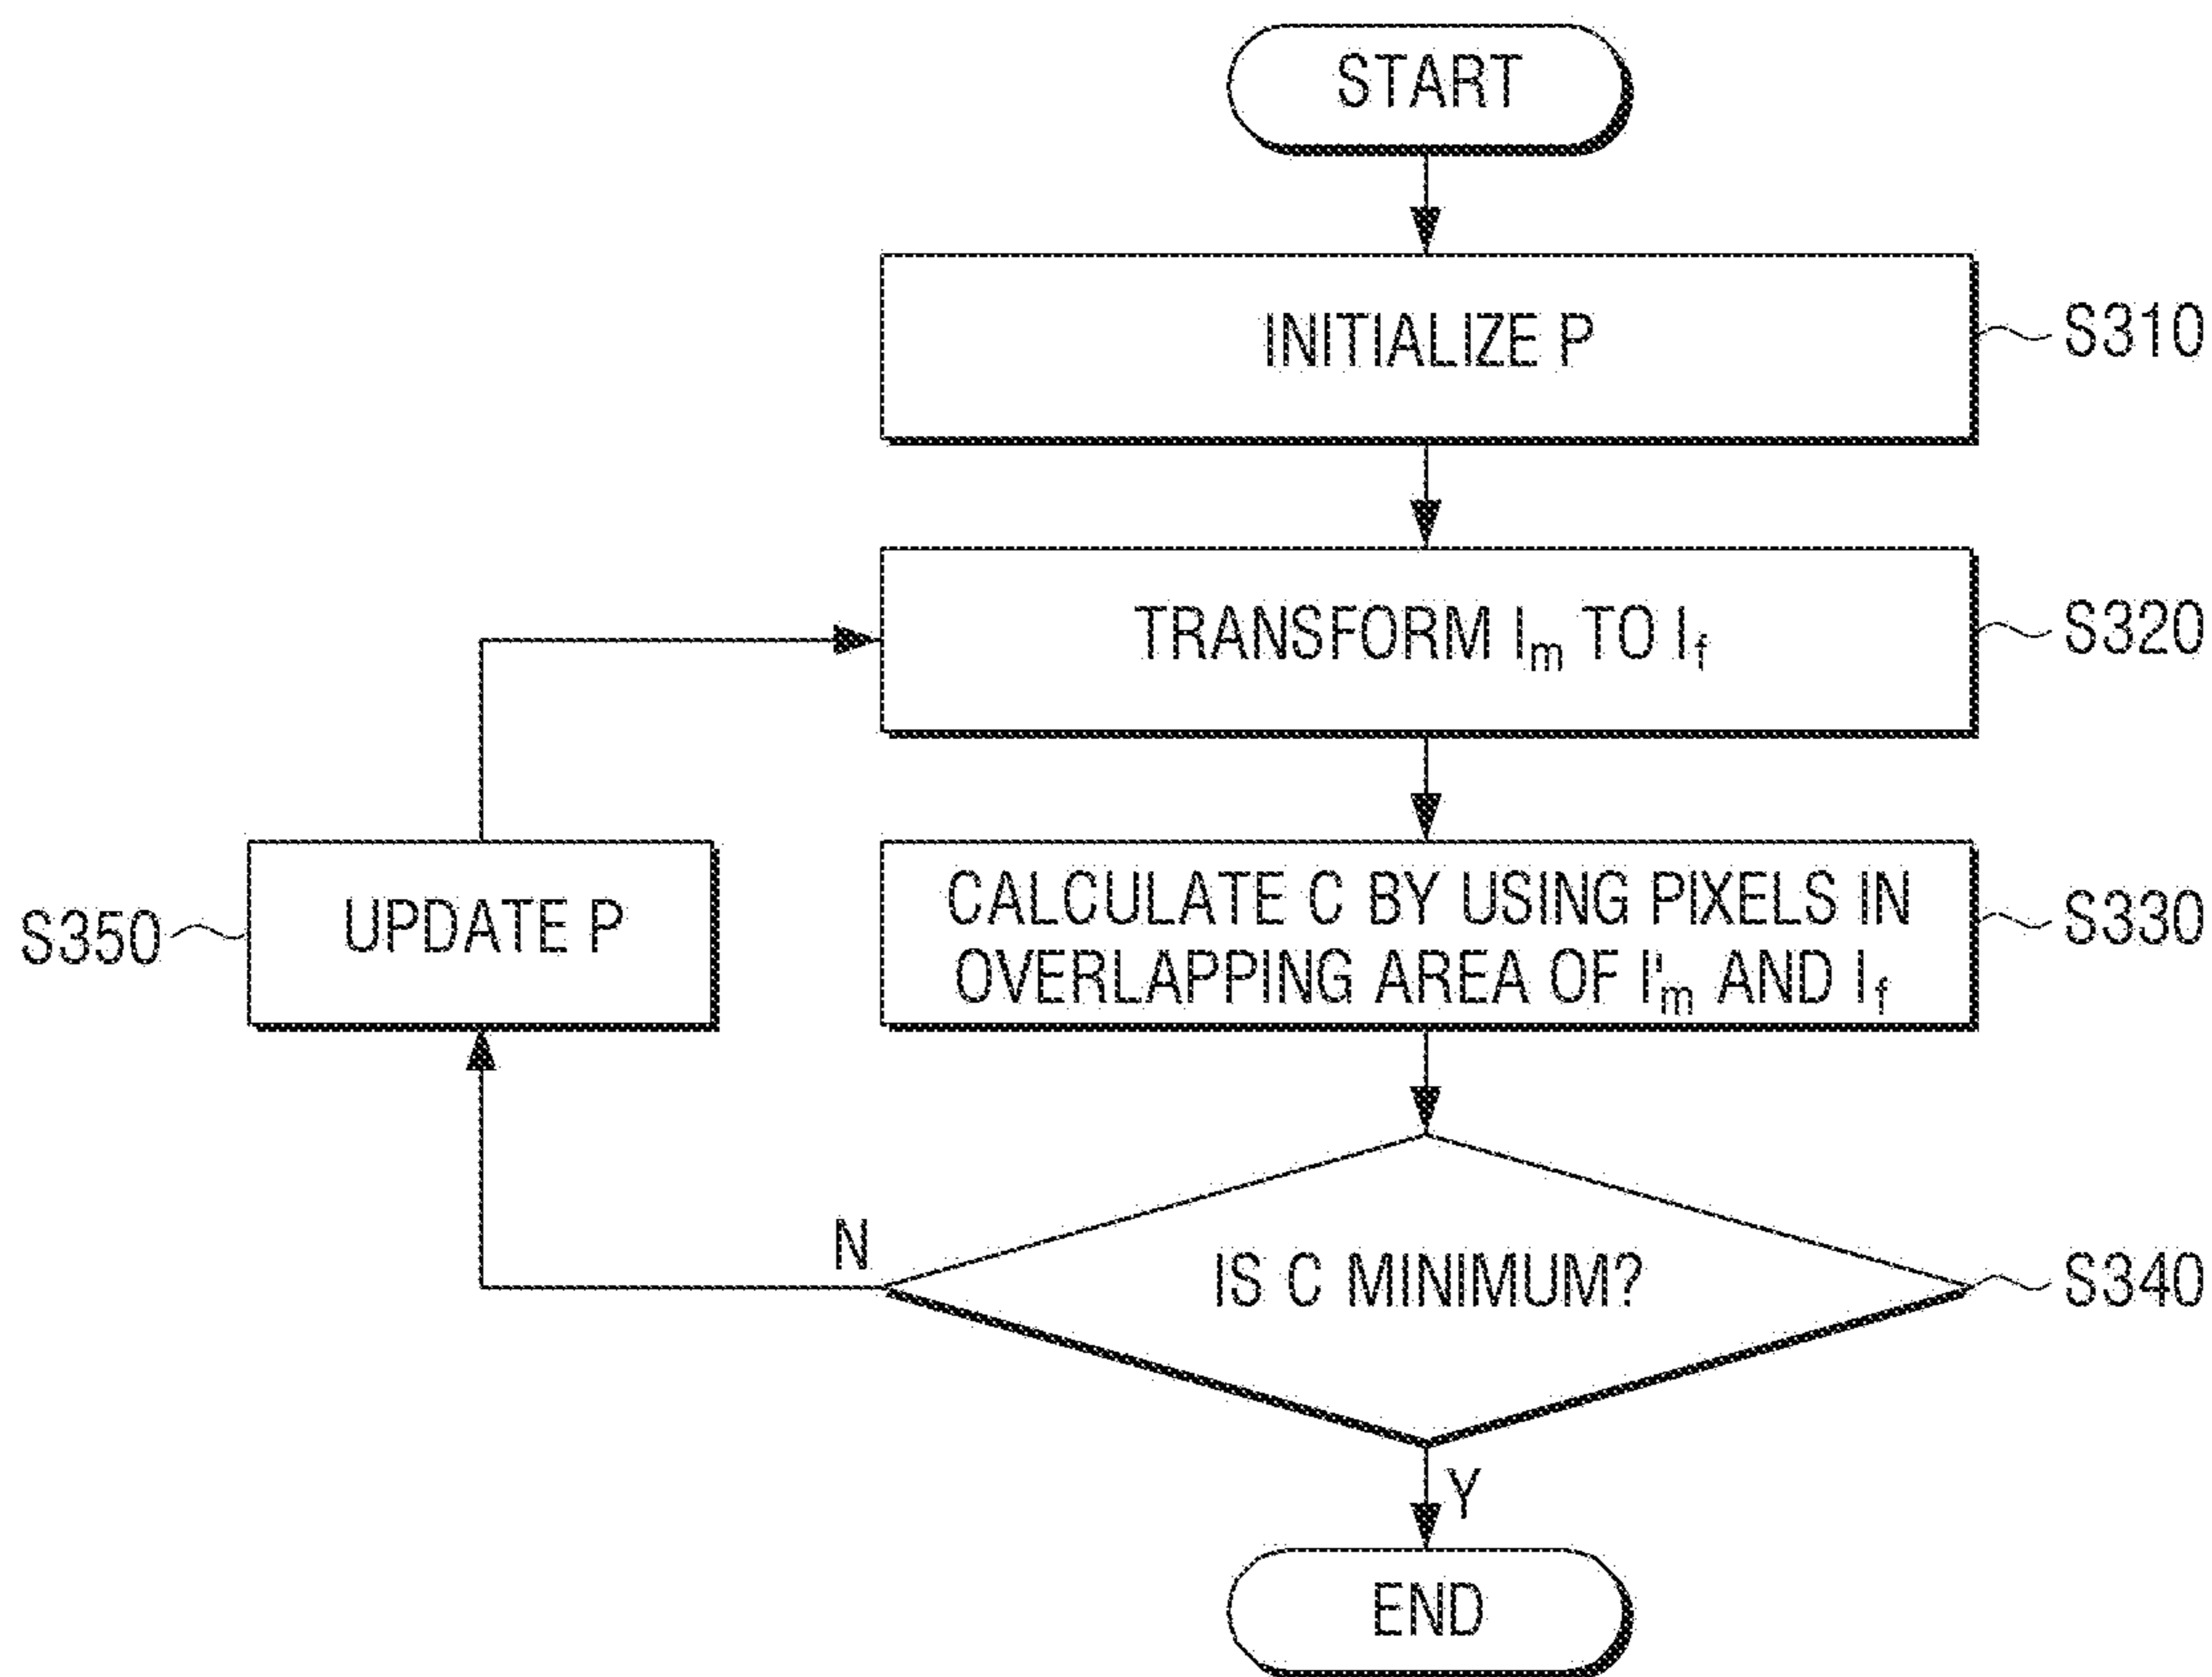 START
INITIALIZE P
S310
TRANSFORM Im TO If
S320
CALCULATE C BY USING PIXELS IN
OVERLAPPING AREA OF I'm AND If
S330
S350
UPDATE P
IS C MINIMUM?
S340
N
Y
END